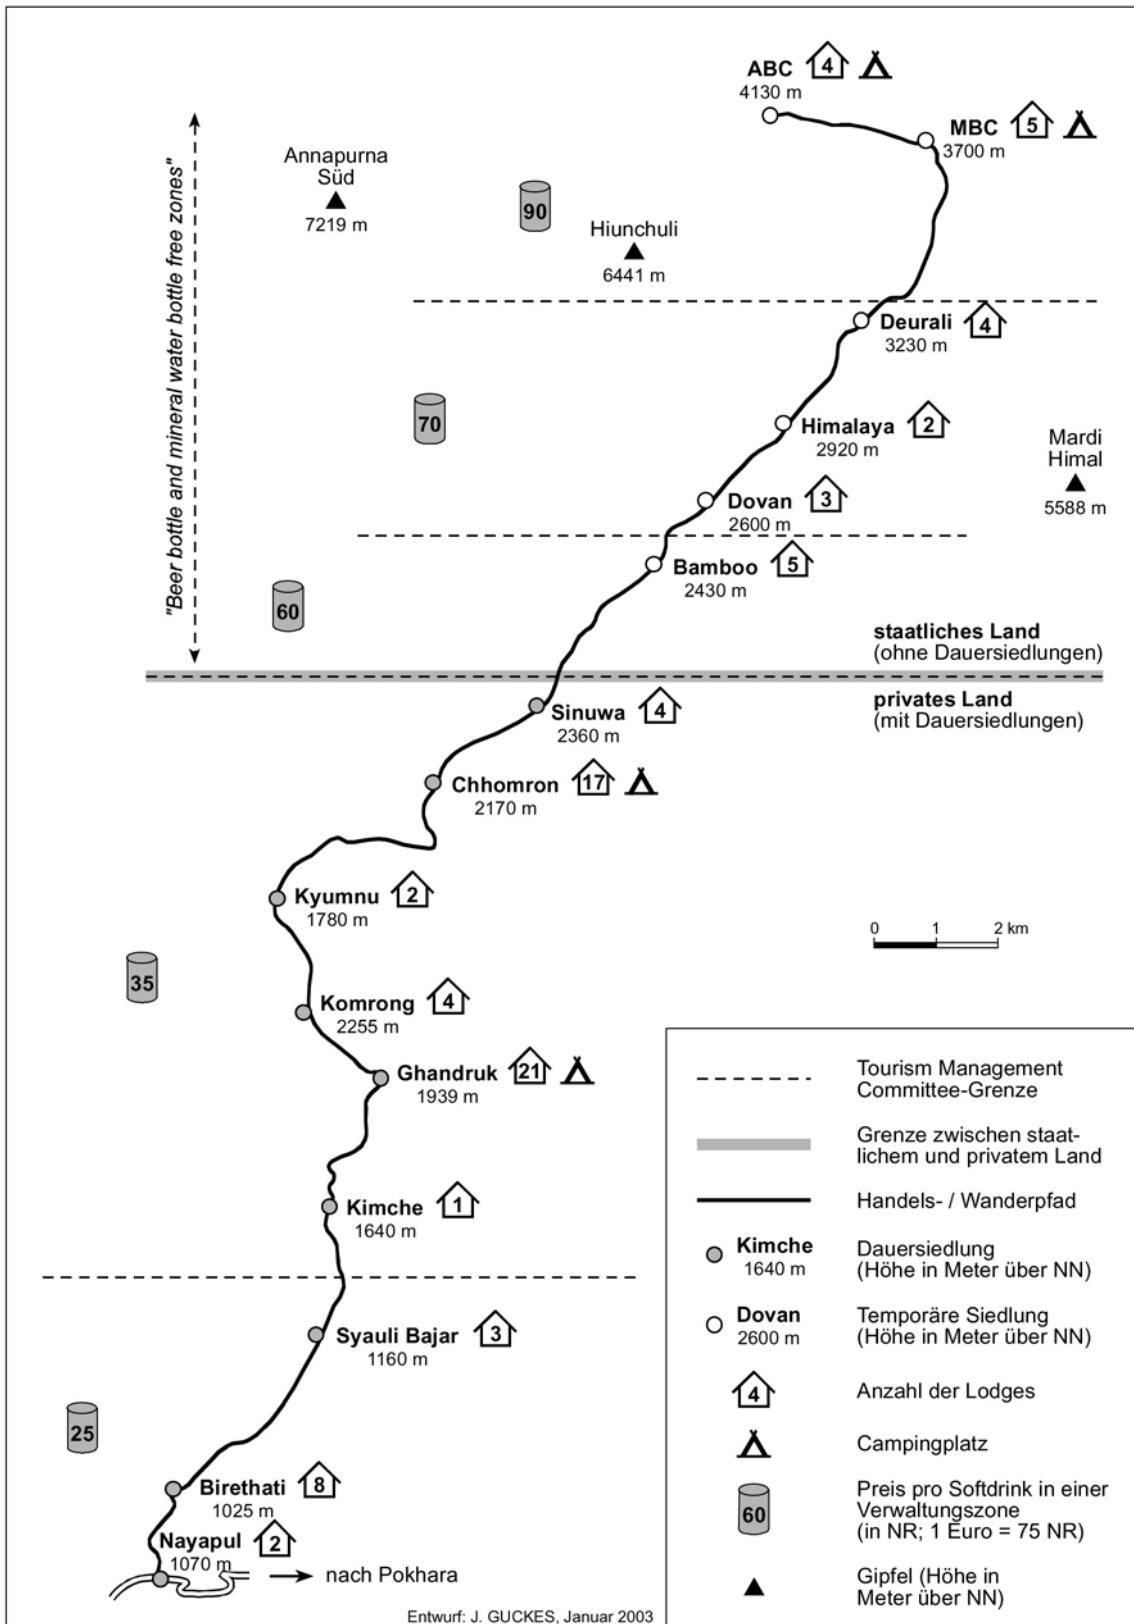 ABC
4
4130 m
MBC
5
3700 m
"Beer bottle and mineral water bottle free zones"
Annapurna
Süd
7219 m
90
Hiunchuli
6441 m
Deurali
4
3230 m
70
Himalaya
2
2920 m
Mardi
Himal
5588 m
Dovan
3
2600 m
Bamboo
5
2430 m
60
staatliches Land
(ohne Dauersiedlungen)
privates Land
(mit Dauersiedlungen)
Sinuwa
4
2360 m
Chhomron
17
2170 m
Kyumnu
2
1780 m
0 1 2 km
35
Komrong
4
2255 m
Ghandruk
21
1939 m
Kimche
1
1640 m
Syauli Bajar
3
1160 m
25
Birethati
8
1025 m
Nayapul
2
1070 m
nach Pokhara
Entwurf: J. GUCKES, Januar 2003
Tourism Management
Committee-Grenze
Grenze zwischen staat-
lichem und privatem Land
Handels- / Wanderpfad
Kimche
1640 m
Dauersiedlung
(Höhe in Meter über NN)
Dovan
2600 m
Temporäre Siedlung
(Höhe in Meter über NN)
4
Anzahl der Lodges
Campingplatz
60
Preis pro Softdrink in einer
Verwaltungszone
(in NR; 1 Euro = 75 NR)
Gipfel (Höhe in
Meter über NN)